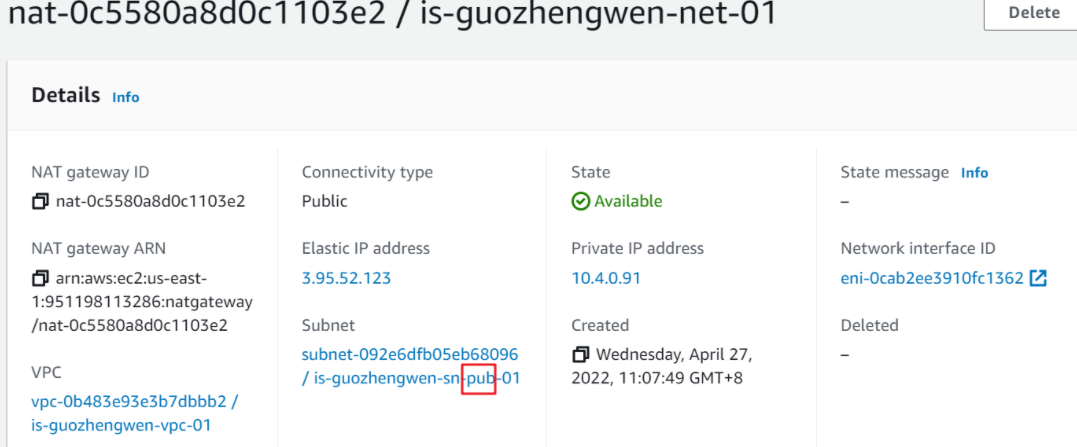 nat-0c5580a8d0c1103e2 / is-guozhengwen-net-01
Delete
Details Info
NAT gateway ID
nat-0c5580a8d0c1103e2
NAT gateway ARN
arn:aws:ec2:us-east-
1:951198113286:natgateway
/nat-0c5580a8d0c1103e2
VPC
vpc-0b483e93e3b7dbbb2 /
is-guozhengwen-vpc-01
Connectivity type
Public
Elastic IP address
3.95.52.123
Subnet
subnet-092e6dfb05eb68096
/ is-guozhengwen-sn-pub-01
State
Available
Private IP address
10.4.0.91
Created
Wednesday, April 27,
2022, 11:07:49 GMT+8
State message Info
–
Network interface ID
eni-0cab2ee3910fc1362
Deleted
–